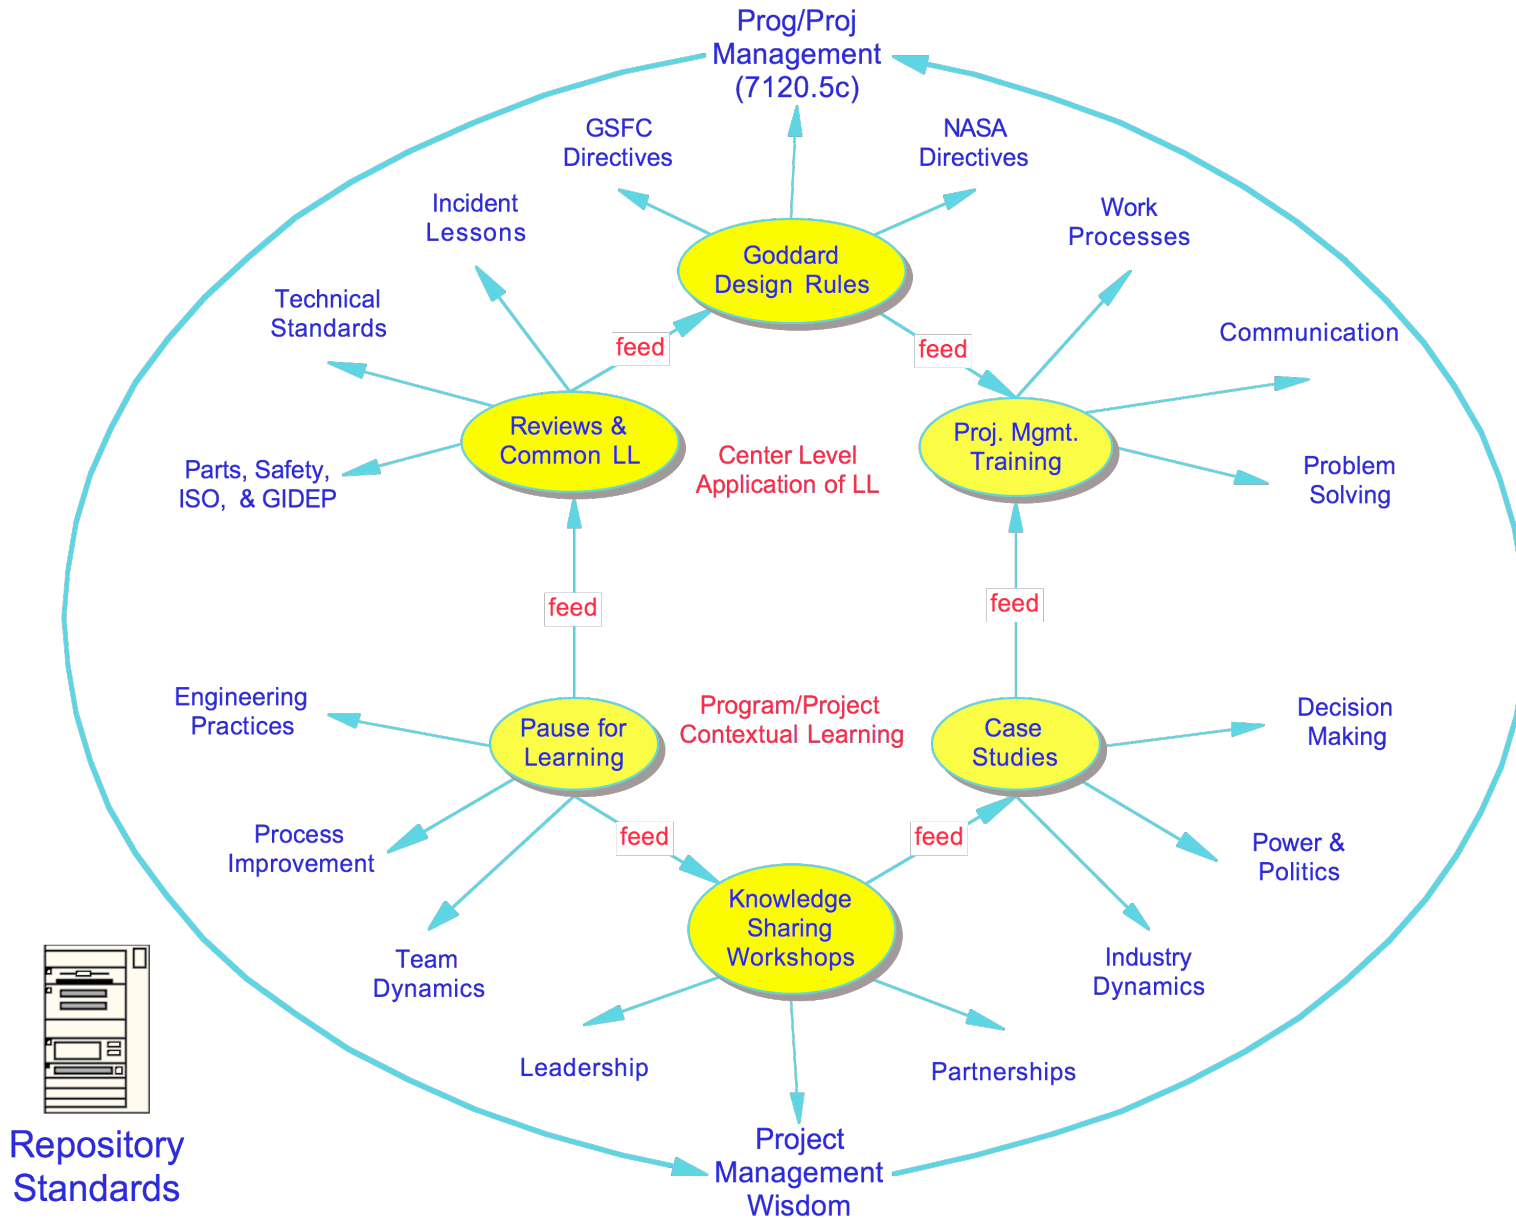 Prog/Proj
Management
(7120.5c)
GSFC
Directives
NASA
Directives
Incident
Lessons
Work
Processes
Goddard
Design Rules
Technical
Standards
Communication
feed
feed
Reviews &
Common LL
Proj. Mgmt.
Training
Center Level
Application of LL
Parts, Safety,
ISO, & GIDEP
Problem
Solving
feed
feed
Engineering
Practices
Pause for
Learning
Program/Project
Contextual Learning
Case
Studies
Decision
Making
Process
Improvement
feed
feed
Power &
Politics
Knowledge
Sharing
Workshops
Team
Dynamics
Industry
Dynamics
Leadership
Partnerships
Repository
Standards
Project
Management
Wisdom